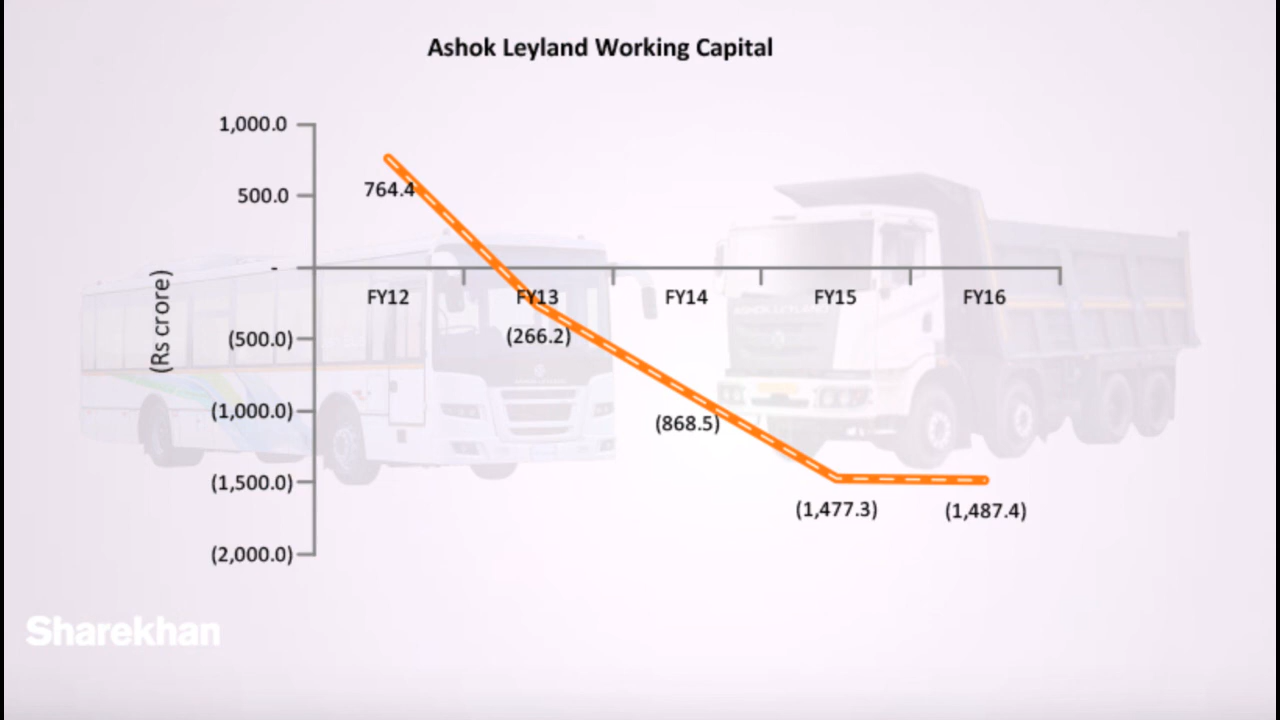 Ashok Leyland Working Capital
1,000.0
500.0
-
(500.0)
(1,000.0)
(1,500.0)
(2,000.0)
(Rs crore)
FY12
FY13
FY14
FY15
FY16
764.4
(266.2)
(868.5)
(1,477.3)
(1,487.4)
ASHOK LEYLAND
Sharekhan